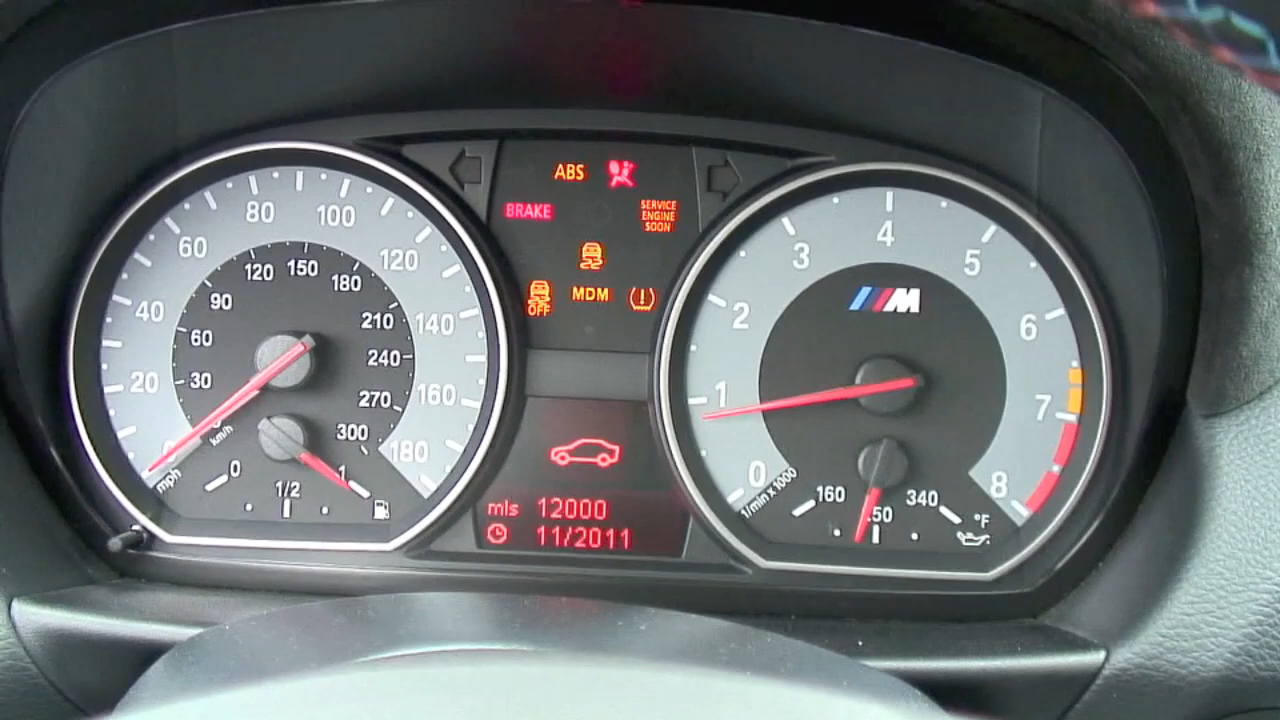 ABS
BRAKE
SERVICE
ENGINE
SOON
OFF
MDM
20
40
60
80
100
120
140
160
180
mph
30
60
90
120
150
180
210
240
270
300
km/h
0
1/2
1
mls 12000
11/2011
0
1
2
3
4
5
6
7
8
1/min x 1000
M
160
340
°F